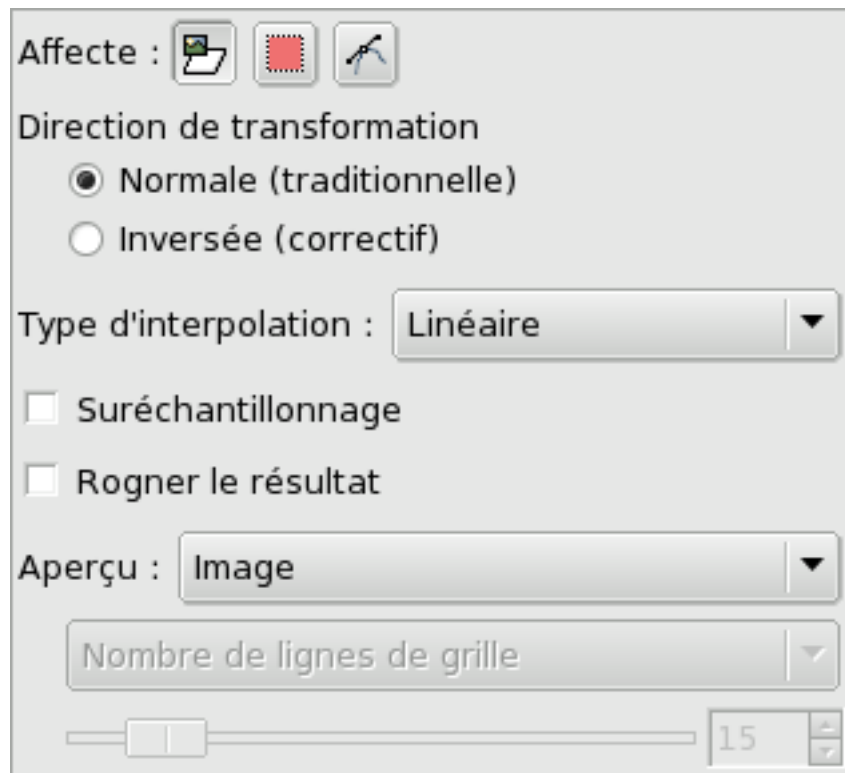 Affecte :
Direction de transformation
Normale (traditionnelle)
Inversée (correctif)
Type d'interpolation : Linéaire
Suréchantillonnage
Rogner le résultat
Aperçu : Image
Nombre de lignes de grille
15